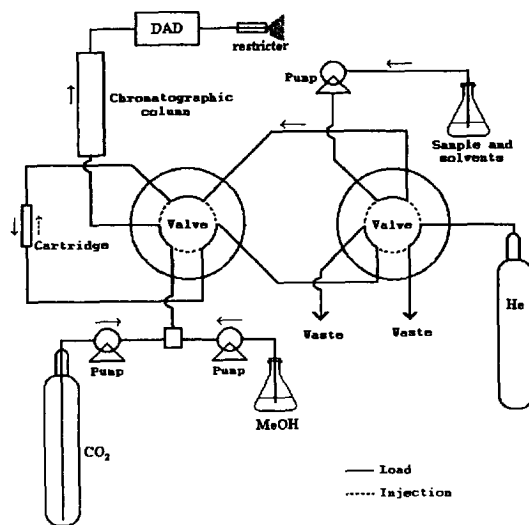 DAD
restricter
Pump
Chromatographic
column
Sample and
solvents
Valve
Valve
Cartridge
He
Waste
Waste
Pump
Pump
MeOH
CO2
Load
Injection